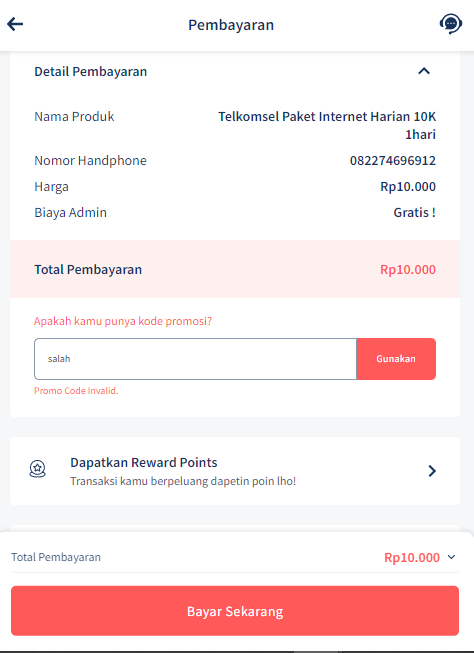 Pembayaran
Detail Pembayaran
Nama Produk Telkomsel Paket Internet Harian 10K
1hari
Nomor Handphone 082274696912
Harga Rp10.000
Biaya Admin Gratis !
Total Pembayaran Rp10.000
Apakah kamu punya kode promosi?
salah Gunakan
Promo Code Invalid.
Dapatkan Reward Points
Transaksi kamu berpeluang dapetin poin lho!
Total Pembayaran Rp10.000
Bayar Sekarang